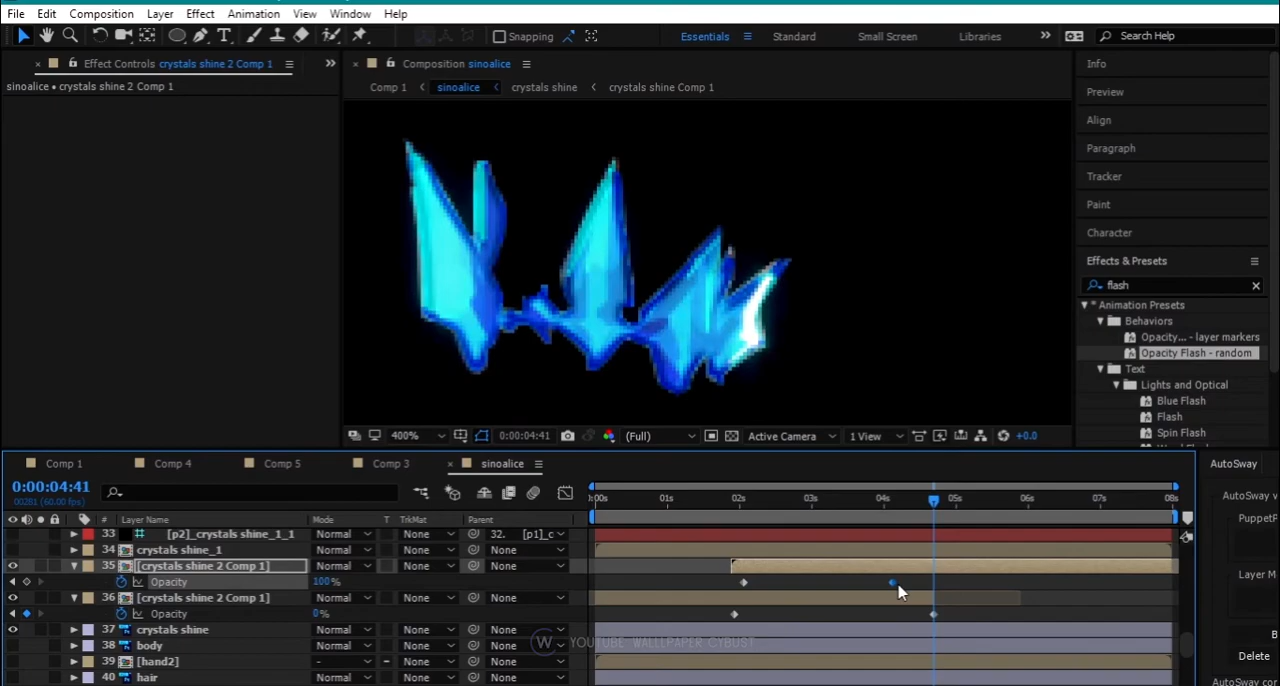 File Edit Composition Layer Effect Animation View Window Help
Snapping Essentials Standard Small Screen Libraries Search Help
Effect Controls crystals shine 2 Comp 1
Composition sinoalice
Info
sinoalice • crystals shine 2 Comp 1
Comp 1 sinoalice crystals shine crystals shine Comp 1
Preview
Align
Paragraph
Tracker
Paint
Character
Effects & Presets
flash
* Animation Presets
Behaviors
Opacity... - layer markers
Opacity Flash - random
Text
Lights and Optical
Blue Flash
Flash
Spin Flash
400% 0:00:04:41 (Full) Active Camera 1 View +0.0
Comp 1 Comp 4 Comp 5 Comp 3 sinoalice
AutoSway
0:00:04:41
00281 (60.00 fps)
:00s 01s 02s 03s 04s 05s 06s 07s 08s
AutoSway v
PuppetF
# Layer Name Mode T TrkMat Parent
33 [p2]_crystals shine_1_1 Normal None 32. [p1]_c
34 crystals shine_1 Normal None None
35 [crystals shine 2 Comp 1] Normal None None
Layer M
Opacity 100%
36 [crystals shine 2 Comp 1] Normal None None
Opacity 0%
37 crystals shine Normal None None
38 body Normal None None
39 [hand2] - None None
40 hair Normal None None
W YOUTUBE WALLLPAPER CYBUST
B
Delete
AutoSway cor